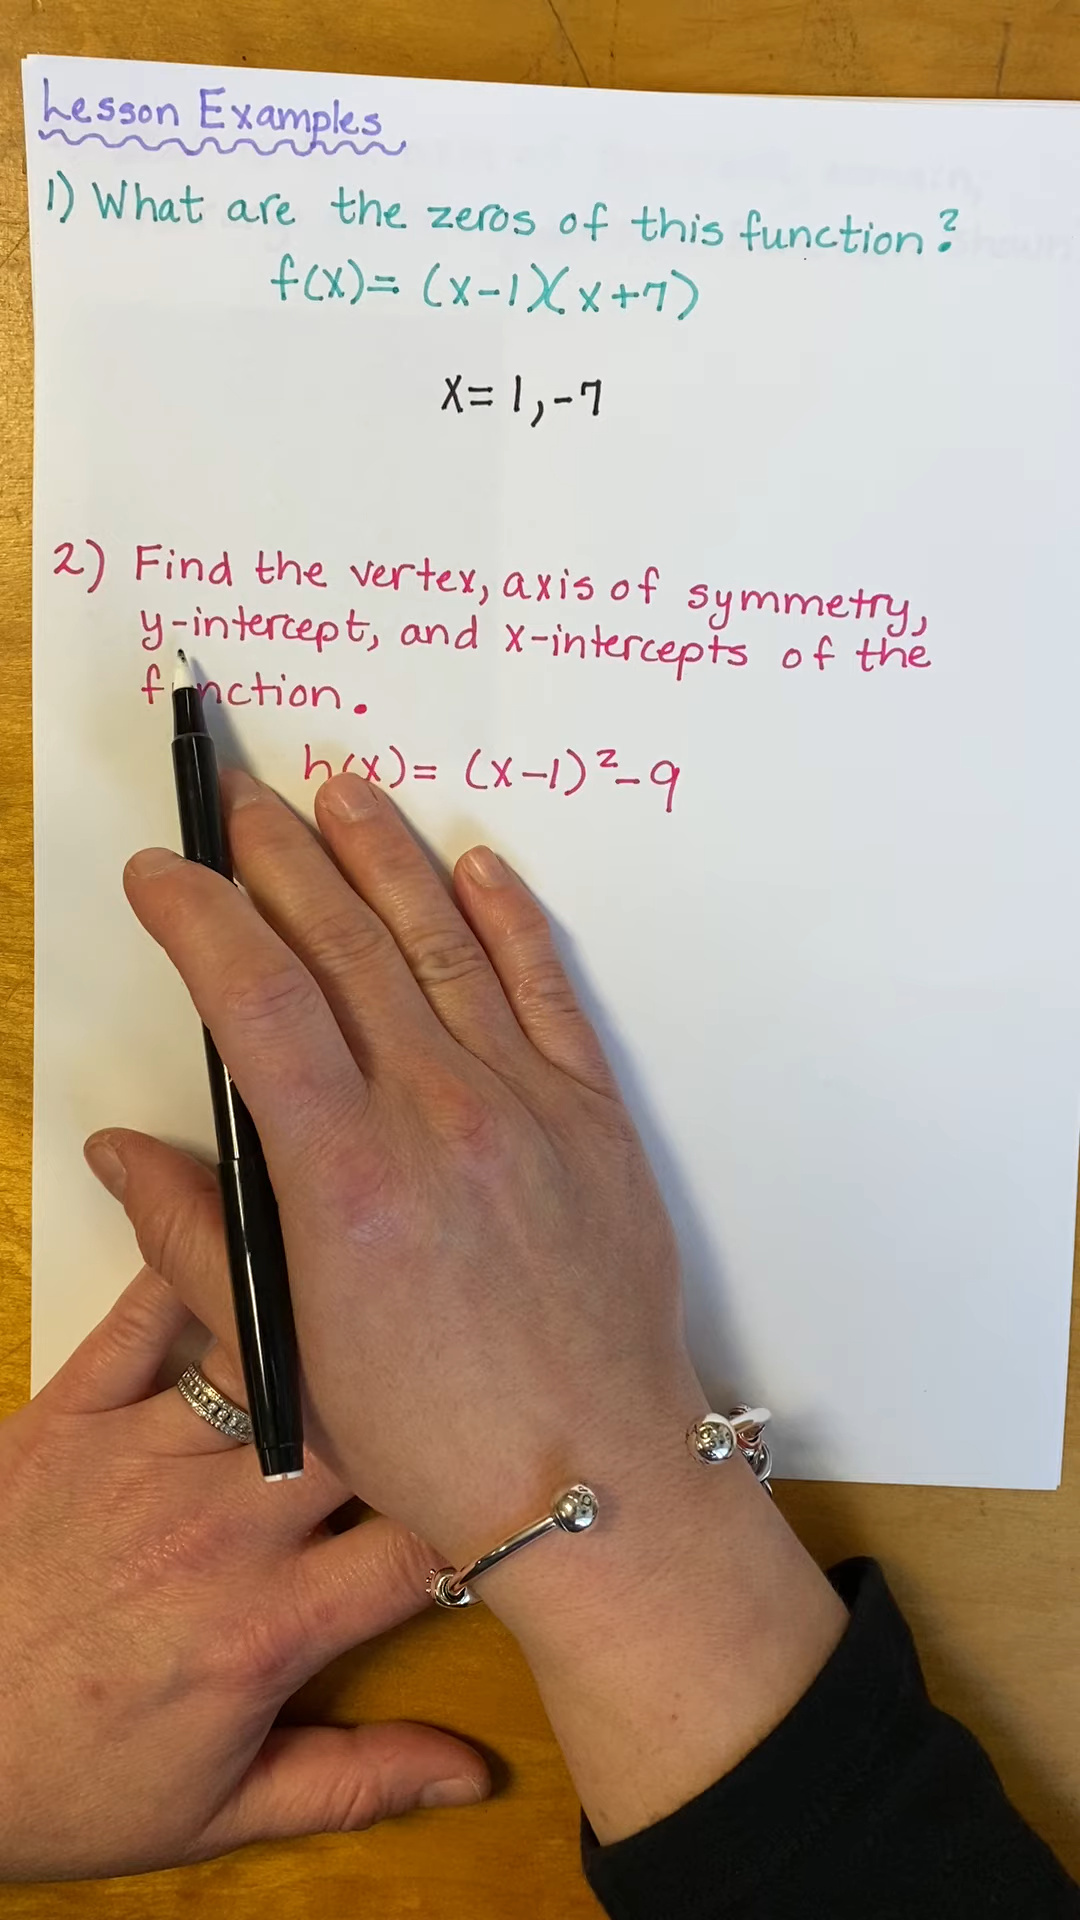 Lesson Examples
1) What are the zeros of this function?
f(x)= (x-1)(x+7)
x= 1,-7
2) Find the vertex, axis of symmetry,
y-intercept, and x-intercepts of the
function.
h(x)= (x-1)²-9